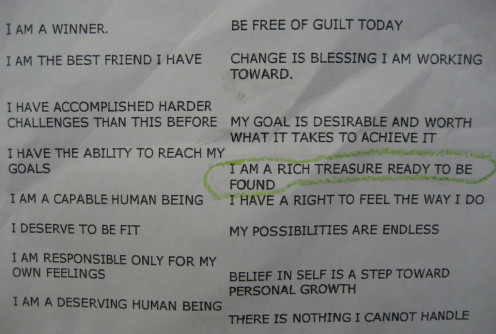 I AM A WINNER.
I AM THE BEST FRIEND I HAVE
I HAVE ACCOMPLISHED HARDER
CHALLENGES THAN THIS BEFORE
I HAVE THE ABILITY TO REACH MY
GOALS
I AM A CAPABLE HUMAN BEING
I DESERVE TO BE FIT
I AM RESPONSIBLE ONLY FOR MY
OWN FEELINGS
I AM A DESERVING HUMAN BEING
BE FREE OF GUILT TODAY
CHANGE IS BLESSING I AM WORKING
TOWARD.
MY GOAL IS DESIRABLE AND WORTH
WHAT IT TAKES TO ACHIEVE IT
I AM A RICH TREASURE READY TO BE
FOUND
I HAVE A RIGHT TO FEEL THE WAY I DO
MY POSSIBILITIES ARE ENDLESS
BELIEF IN SELF IS A STEP TOWARD
PERSONAL GROWTH
THERE IS NOTHING I CANNOT HANDLE